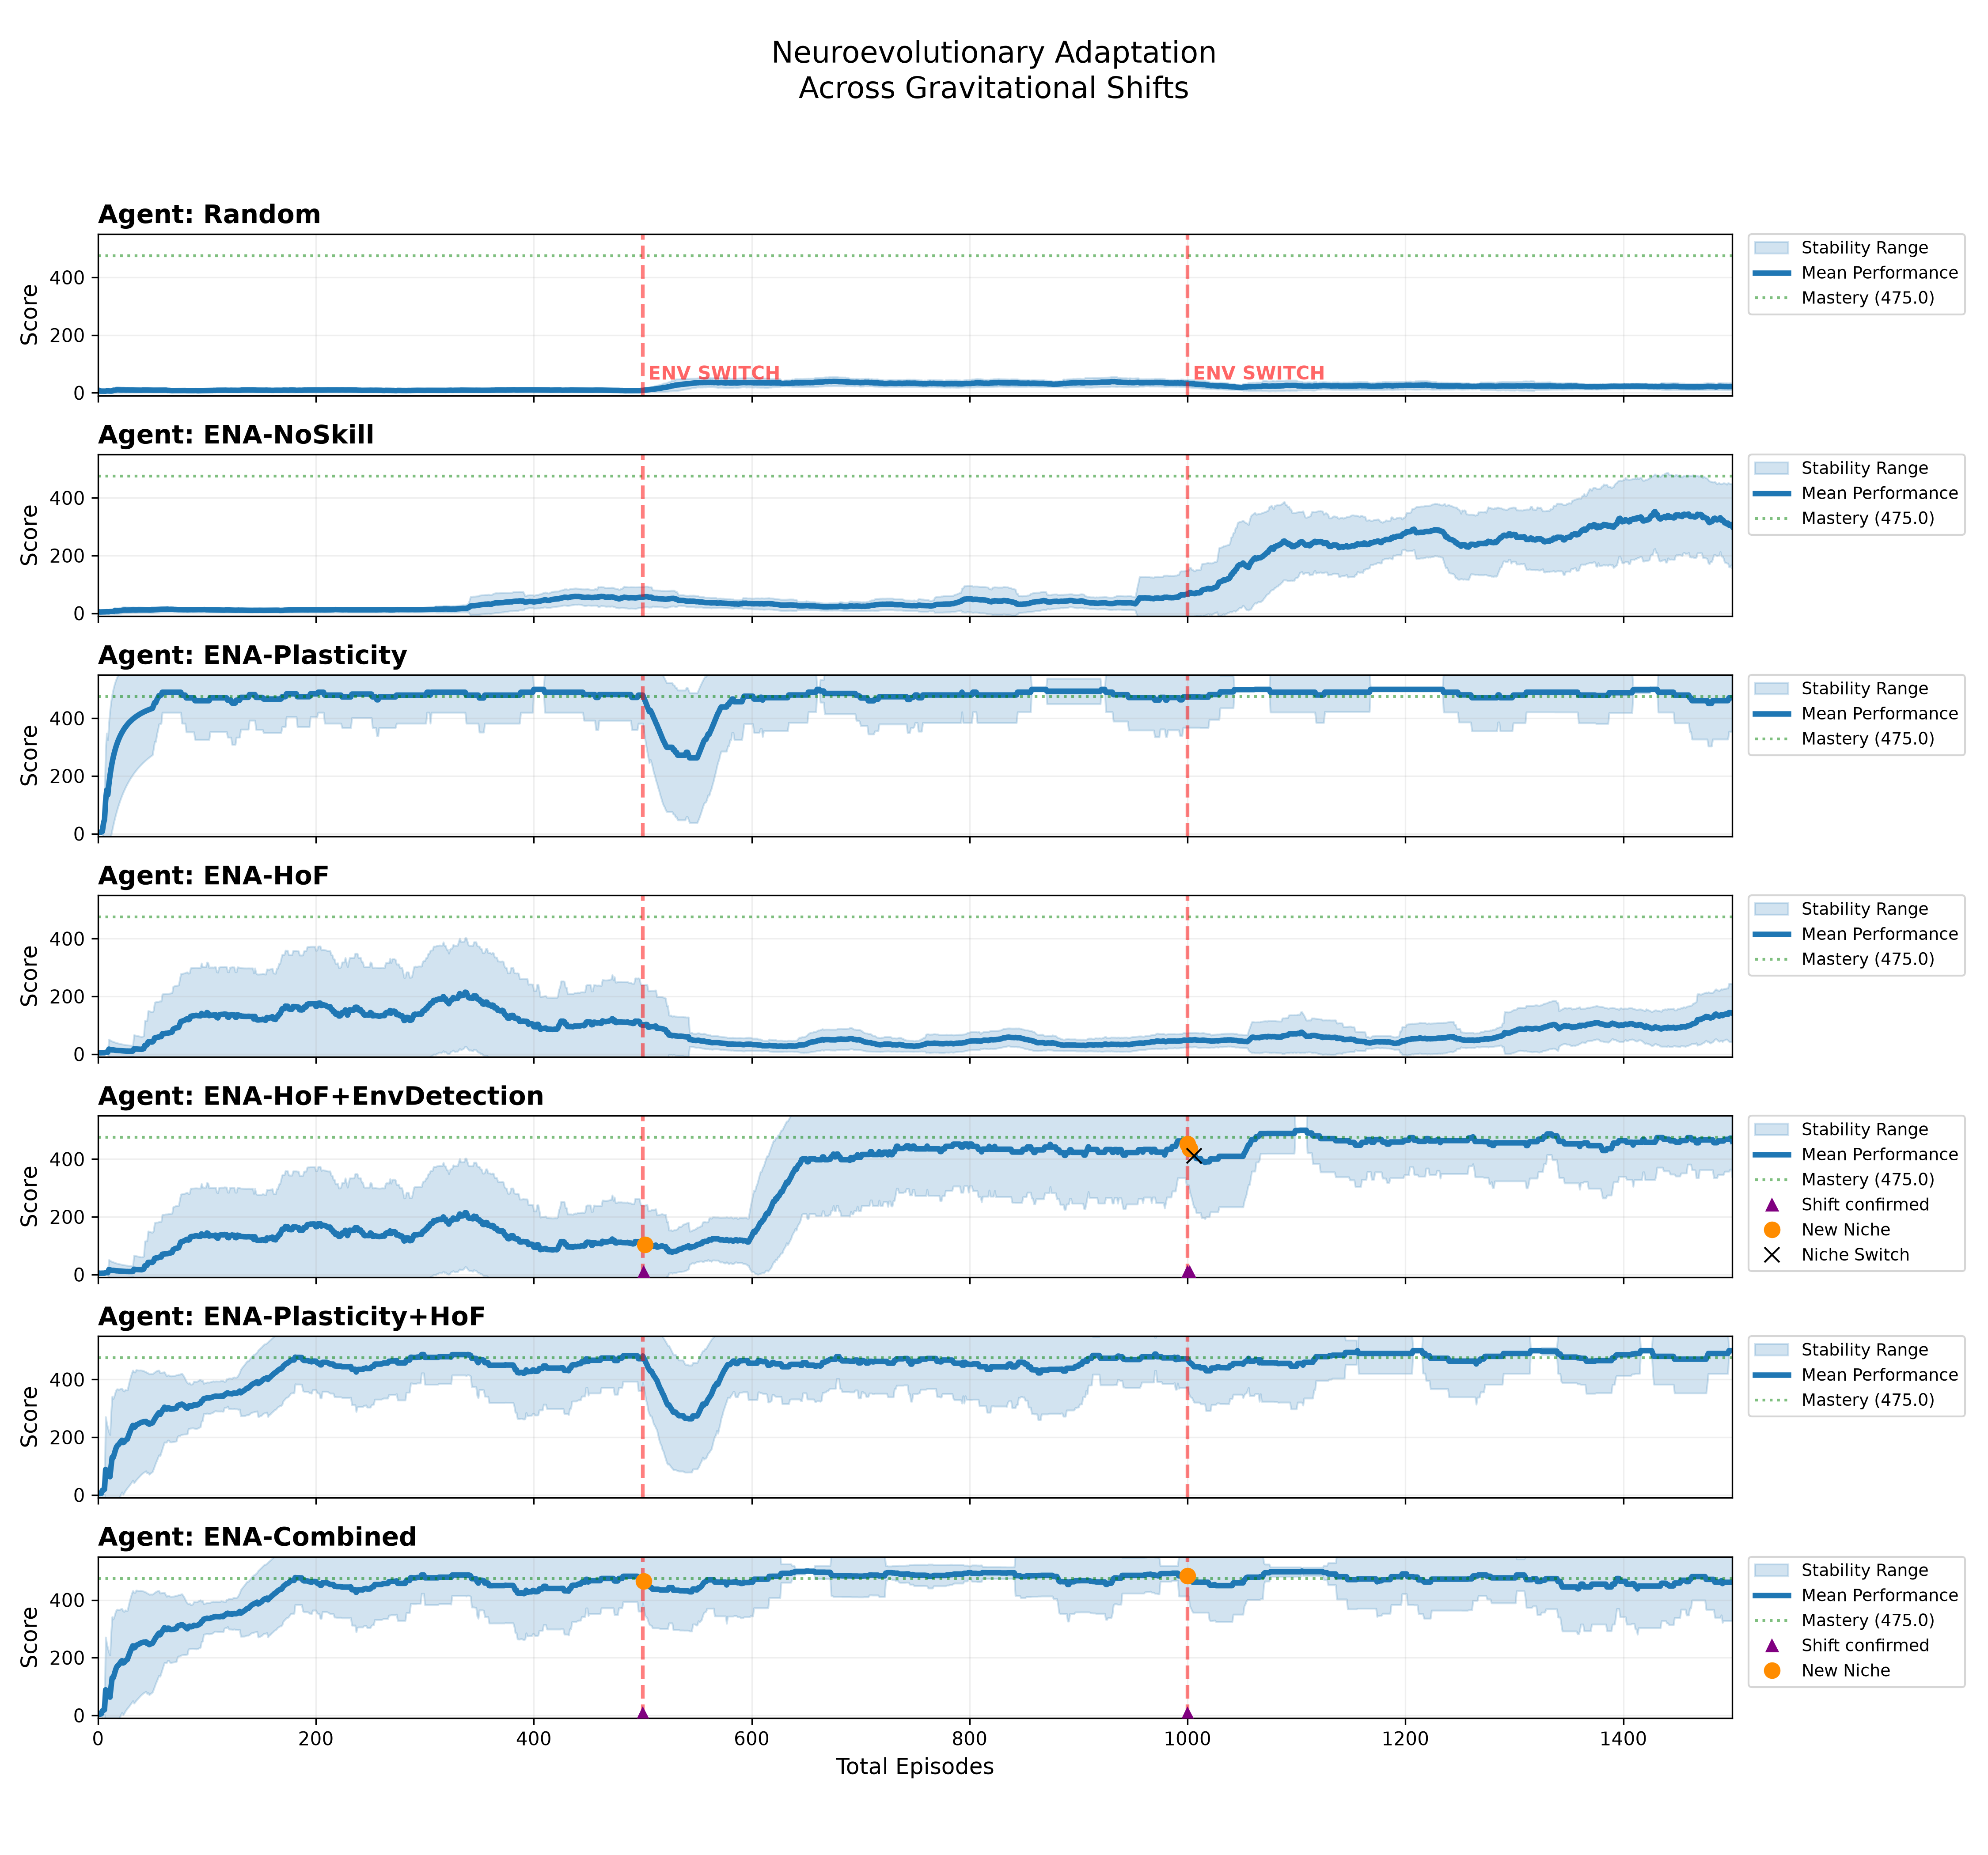 Neuroevolutionary Adaptation
Across Gravitational Shifts
Agent: Random
Score
400
200
0
ENV SWITCH
ENV SWITCH
Stability Range
Mean Performance
Mastery (475.0)
Agent: ENA-NoSkill
Score
400
200
0
Stability Range
Mean Performance
Mastery (475.0)
Agent: ENA-Plasticity
Score
400
200
0
Stability Range
Mean Performance
Mastery (475.0)
Agent: ENA-HoF
Score
400
200
0
Stability Range
Mean Performance
Mastery (475.0)
Agent: ENA-HoF+EnvDetection
Score
400
200
0
Stability Range
Mean Performance
Mastery (475.0)
Shift confirmed
New Niche
Niche Switch
Agent: ENA-Plasticity+HoF
Score
400
200
0
Stability Range
Mean Performance
Mastery (475.0)
Agent: ENA-Combined
Score
400
200
0
Stability Range
Mean Performance
Mastery (475.0)
Shift confirmed
New Niche
0 200 400 600 800 1000 1200 1400
Total Episodes